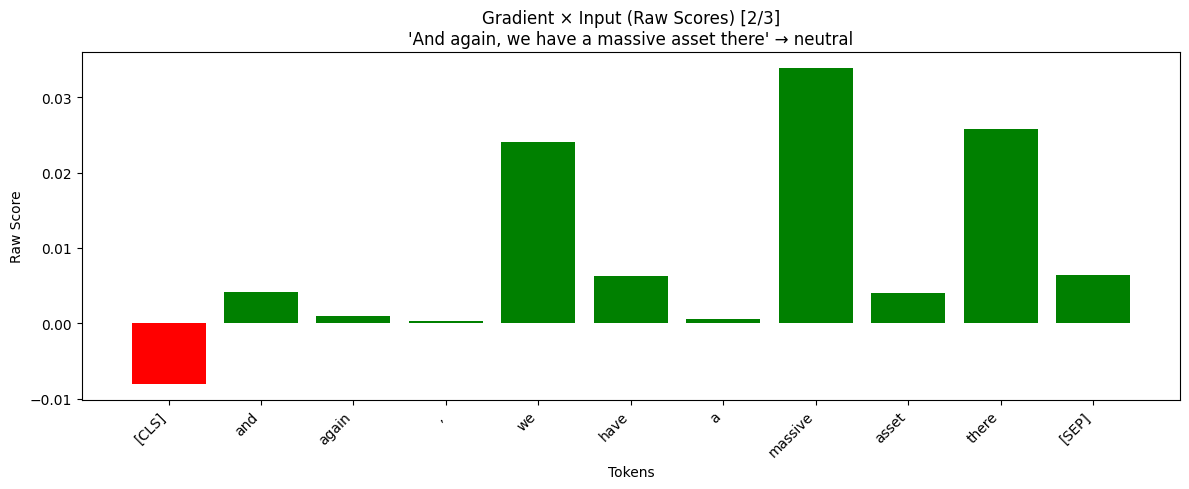 Gradient × Input (Raw Scores) [2/3]
'And again, we have a massive asset there' → neutral
Raw Score
0.03
0.02
0.01
0.00
−0.01
[CLS]
and
again
,
we
have
a
massive
asset
there
[SEP]
Tokens